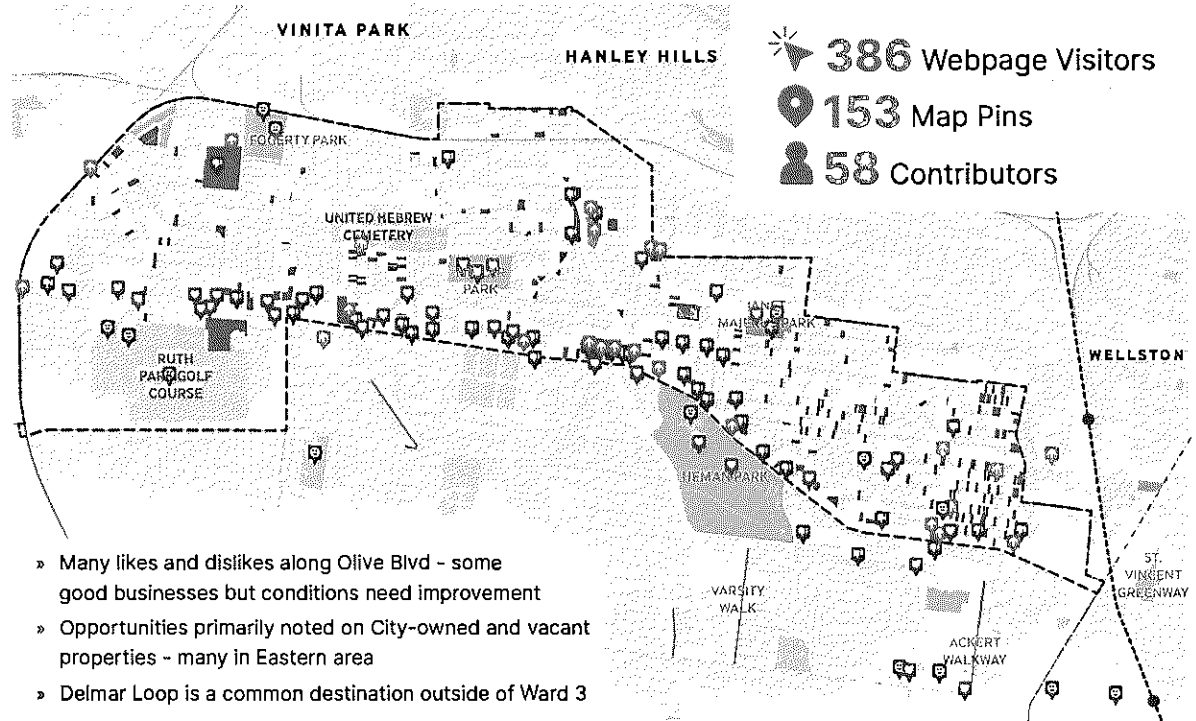 VINITA PARK
HANLEY HILLS
386 Webpage Visitors
153 Map Pins
58 Contributors
FOGERTY PARK
UNITED HEBREW
CEMETERY
PARK
PARK
RUTH
PARK GOLF
COURSE
WELLSTON
HEMAN PARK
VARSITY
WALK
ST.
VINCENT
GREENWAY
ACKERT
WALKWAY
» Many likes and dislikes along Olive Blvd - some
good businesses but conditions need improvement
» Opportunities primarily noted on City-owned and vacant
properties - many in Eastern area
» Delmar Loop is a common destination outside of Ward 3